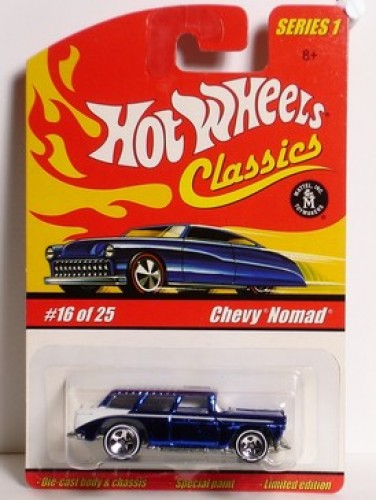 SERIES 1
8+
Hot Wheels
Classics
MATTEL, INC.
M
TOYMAKERS
#16 of 25
Chevy® Nomad®
• Die-cast body & chassis
Special paint
Limited edition